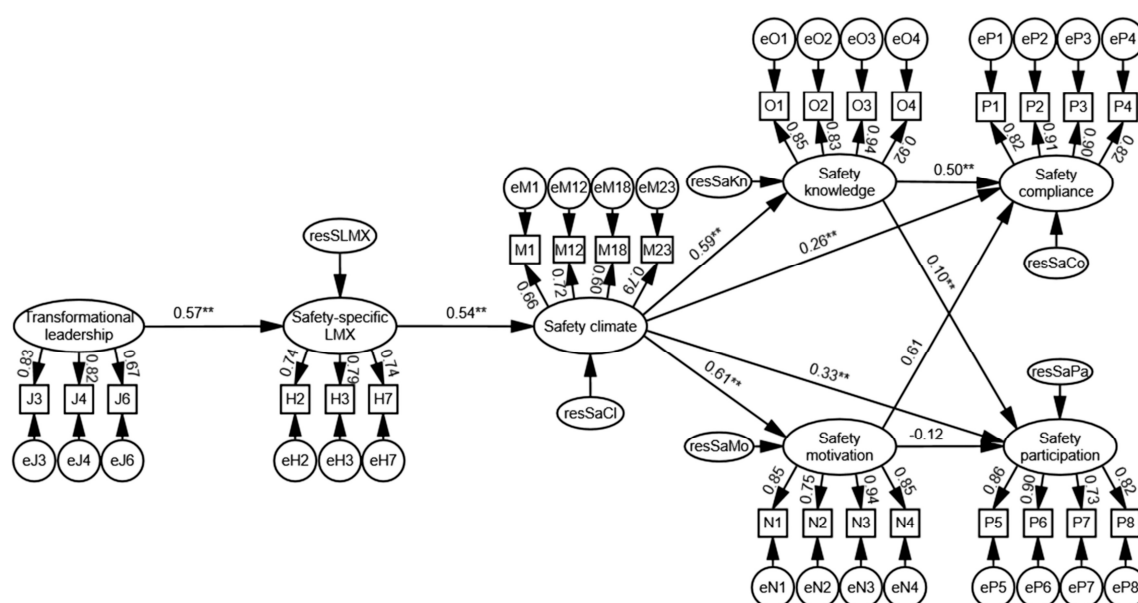 eO1 eO2 eO3 eO4
eP1 eP2 eP3 eP4
O1 O2 O3 O4
P1 P2 P3 P4
0.85 0.83 0.94 0.92
0.82 0.91 0.90 0.82
resSaKn
Safety
knowledge
0.50**
Safety
compliance
eM1 eM12 eM18 eM23
resSLMX
M1 M12 M18 M23
0.66 0.72 0.60 0.79
0.59**
0.26**
0.10**
resSaCo
Transformational
leadership
0.57**
Safety-specific
LMX
0.54**
Safety climate
0.83 0.82 0.67
0.74 0.79 0.74
0.61**
0.33**
0.61
resSaPa
J3 J4 J6
H2 H3 H7
resSaCl
eJ3 eJ4 eJ6
eH2 eH3 eH7
resSaMo
Safety
motivation
-0.12
Safety
participation
0.85 0.75 0.94 0.85
0.86 0.90 0.73 0.82
N1 N2 N3 N4
P5 P6 P7 P8
eN1 eN2 eN3 eN4
eP5 eP6 eP7 eP8